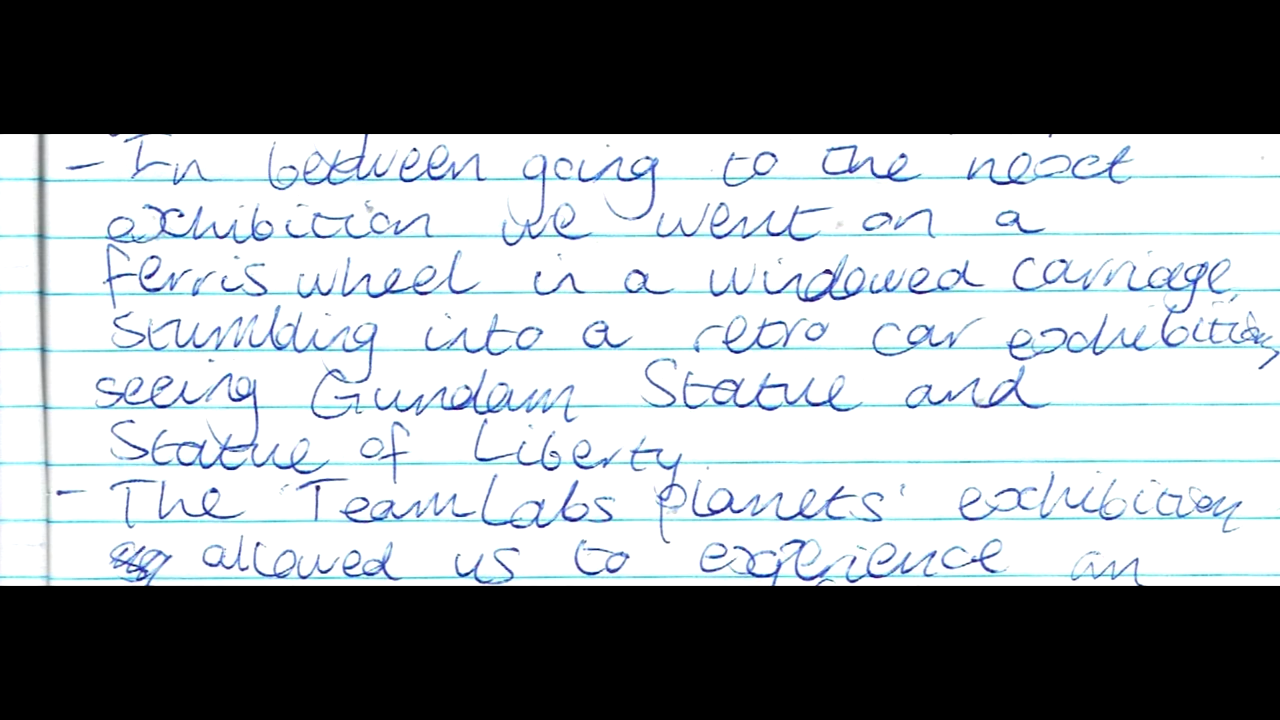 - In between going to the next
exhibition we went on a
ferris wheel in a windowed carriage,
stumbling into a retro car exhibition,
seeing Gundam Statue and
Statue of Liberty.
- The 'TeamLabs planets' exhibition
allowed us to experience an